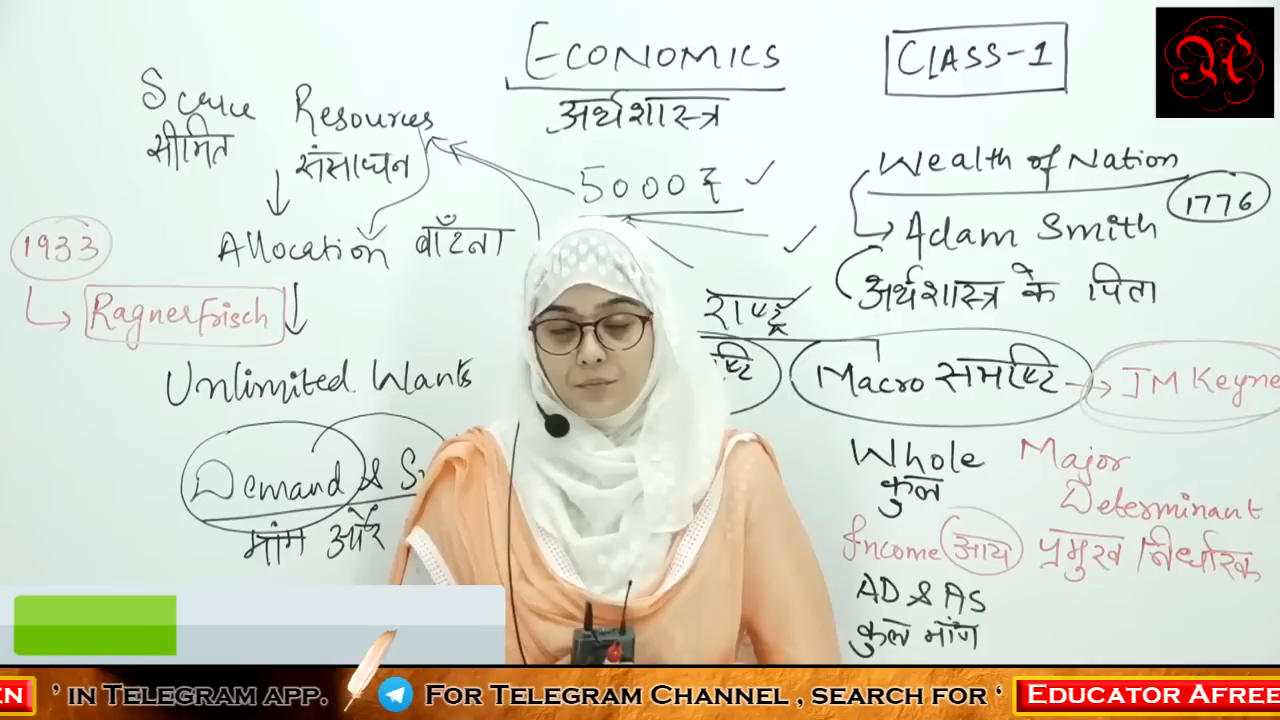 ECONOMICS
अर्थशास्त्र
CLASS-1
Scarce Resources
सीमित संसाधन
5000₹
Allocation बाँटना
1933
Ragnerfrisch
Unlimited Wants
Demand &
मांग और
Wealth of Nation
1776
Adam Smith
अर्थशास्त्र के पिता
राष्ट्र
Macro समष्टि
JM Keyne
Whole
कुल
Major
Determinant
Income आय
प्रमुख निर्धारक
AD & AS
कुल मांग
' in Telegram app.
For Telegram Channel , search for '
Educator Afree